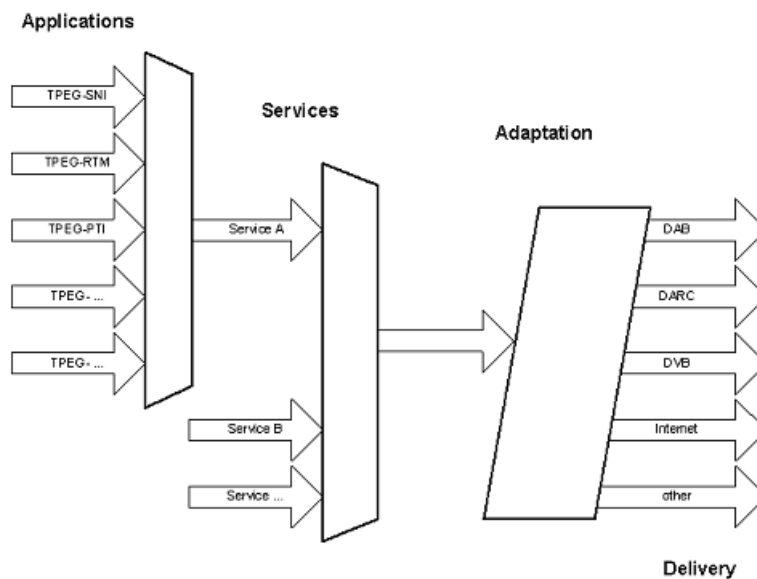 Applications
TPEG-SNI
TPEG-RTM
TPEG-PTI
TPEG- ...
TPEG- ...
Services
Service A
Service B
Service ...
Adaptation
DAB
DARC
DVB
Internet
other
Delivery